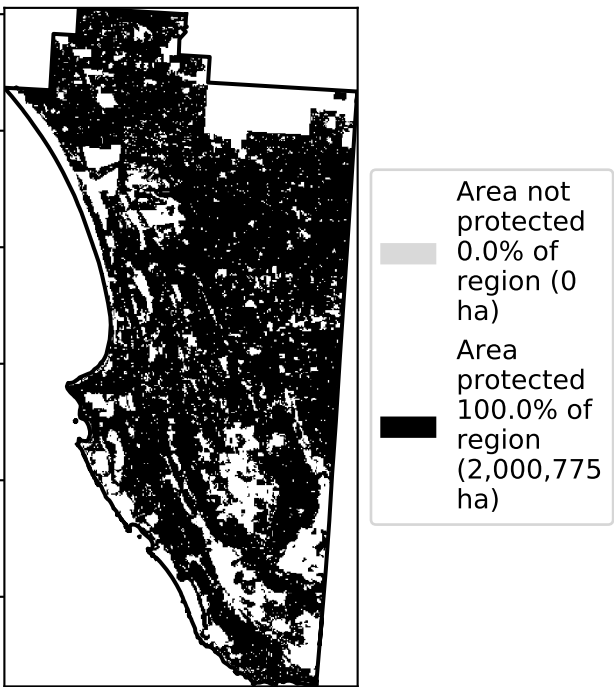 Area not
protected
0.0% of
region (0
ha)
Area
protected
100.0% of
region
(2,000,775
ha)